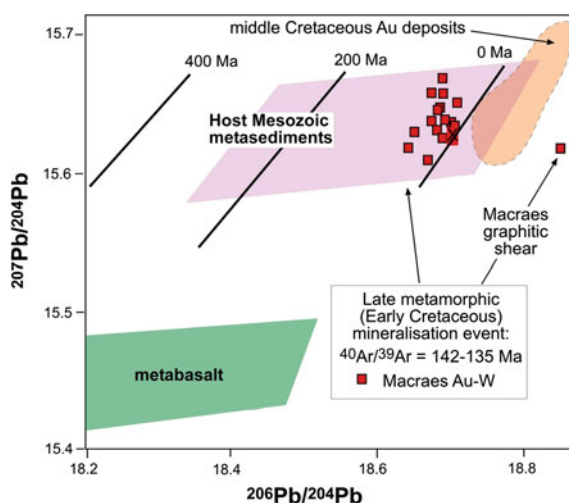 middle Cretaceous Au deposits
15.7
400 Ma
200 Ma
0 Ma
Host Mesozoic
metasediments
15.6
Macraes
graphitic
shear
207Pb/204Pb
Late metamorphic
(Early Cretaceous)
mineralisation event:
40Ar/39Ar = 142-135 Ma
Macraes Au-W
15.5
metabasalt
15.4
18.2
18.4
18.6
18.8
206Pb/204Pb